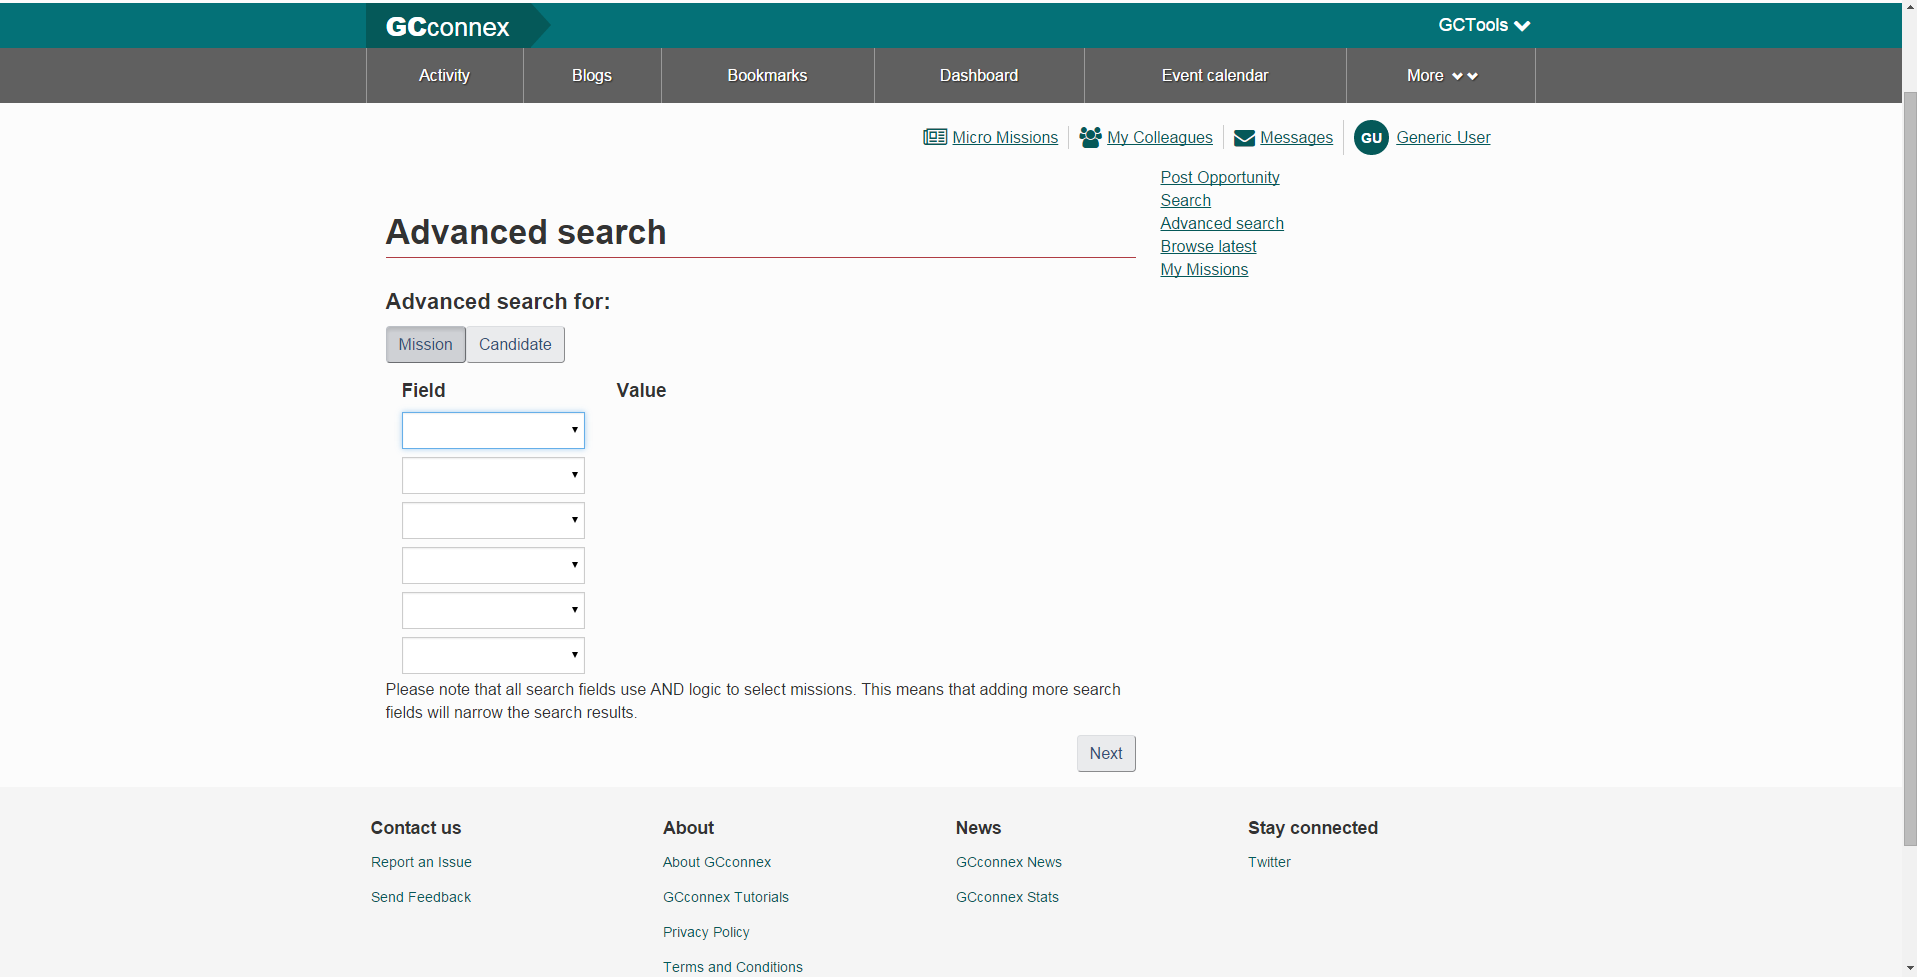 GCconnex
GCTools
Activity
Blogs
Bookmarks
Dashboard
Event calendar
More
Micro Missions
My Colleagues
Messages
GU
Generic User
Post Opportunity
Search
Advanced search
Browse latest
My Missions
Advanced search
Advanced search for:
Mission
Candidate
Field
Value
Please note that all search fields use AND logic to select missions. This means that adding more search
fields will narrow the search results.
Next
Contact us
Report an Issue
Send Feedback
About
About GCconnex
GCconnex Tutorials
Privacy Policy
Terms and Conditions
News
GCconnex News
GCconnex Stats
Stay connected
Twitter